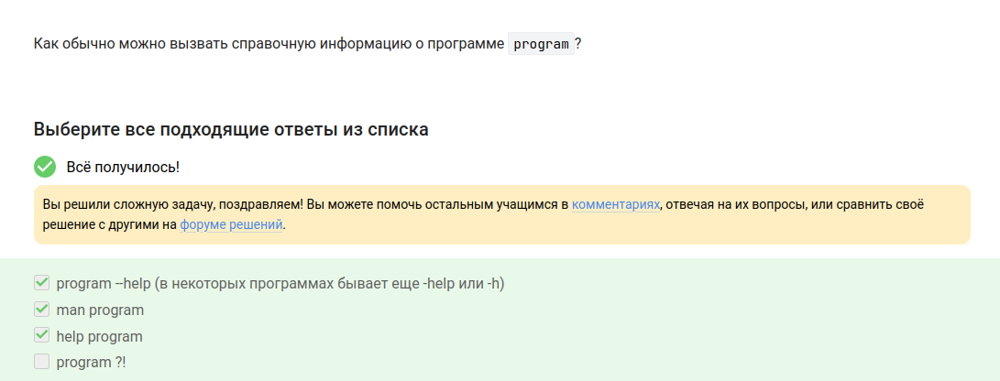 Как обычно можно вызвать справочную информацию о программе program?
Выберите все подходящие ответы из списка
Всё получилось!
Вы решили сложную задачу, поздравляем! Вы можете помочь остальным учащимся в комментариях, отвечая на их вопросы, или сравнить своё
решение с другими на форуме решений.
program --help (в некоторых программах бывает еще -help или -h)
man program
help program
program ?!